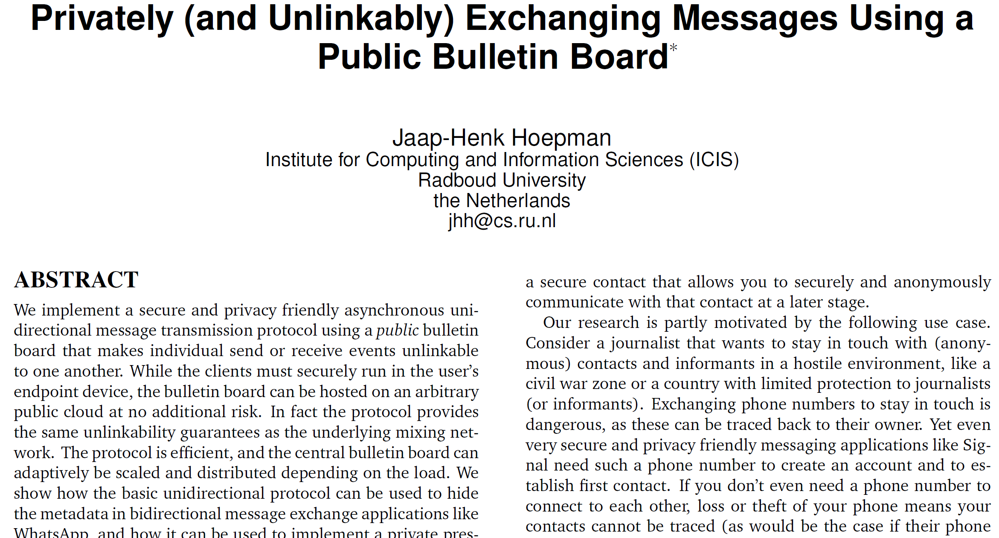 Privately (and Unlinkably) Exchanging Messages Using a
Public Bulletin Board*
Jaap-Henk Hoepman
Institute for Computing and Information Sciences (ICIS)
Radboud University
the Netherlands
jhh@cs.ru.nl
ABSTRACT
We implement a secure and privacy friendly asynchronous uni-
directional message transmission protocol using a public bulletin
board that makes individual send or receive events unlinkable
to one another. While the clients must securely run in the user’s
endpoint device, the bulletin board can be hosted on an arbitrary
public cloud at no additional risk. In fact the protocol provides
the same unlinkability guarantees as the underlying mixing net-
work. The protocol is efficient, and the central bulletin board can
adaptively be scaled and distributed depending on the load. We
show how the basic unidirectional protocol can be used to hide
the metadata in bidirectional message exchange applications like
WhatsApp, and how it can be used to implement a private pres-
a secure contact that allows you to securely and anonymously
communicate with that contact at a later stage.
Our research is partly motivated by the following use case.
Consider a journalist that wants to stay in touch with (anony-
mous) contacts and informants in a hostile environment, like a
civil war zone or a country with limited protection to journalists
(or informants). Exchanging phone numbers to stay in touch is
dangerous, as these can be traced back to their owner. Yet even
very secure and privacy friendly messaging applications like Sig-
nal need such a phone number to create an account and to es-
tablish first contact. If you don’t even need a phone number to
connect to each other, loss or theft of your phone means your
contacts cannot be traced (as would be the case if their phone